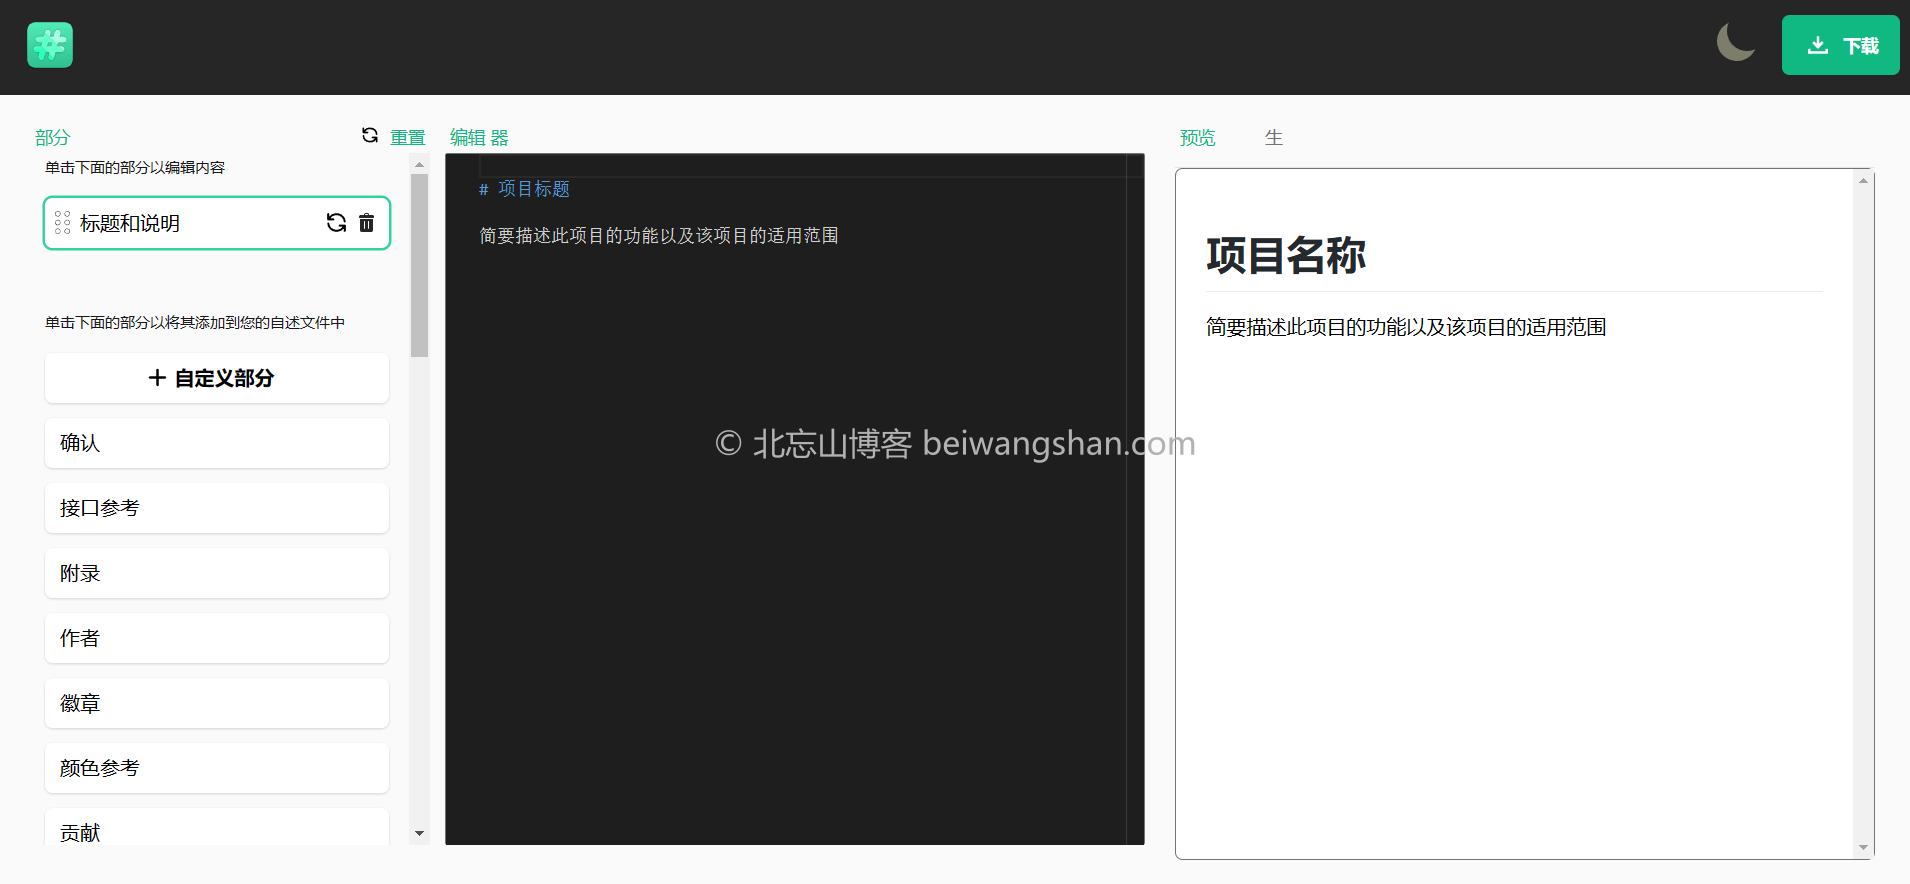 下载
部分
重置
单击下面的部分以编辑内容
标题和说明
单击下面的部分以将其添加到您的自述文件中
自定义部分
确认
接口参考
附录
作者
徽章
颜色参考
贡献
编辑 器
# 项目标题
简要描述此项目的功能以及该项目的适用范围
预览 生
项目名称
简要描述此项目的功能以及该项目的适用范围
© 北忘山博客 beiwangshan.com